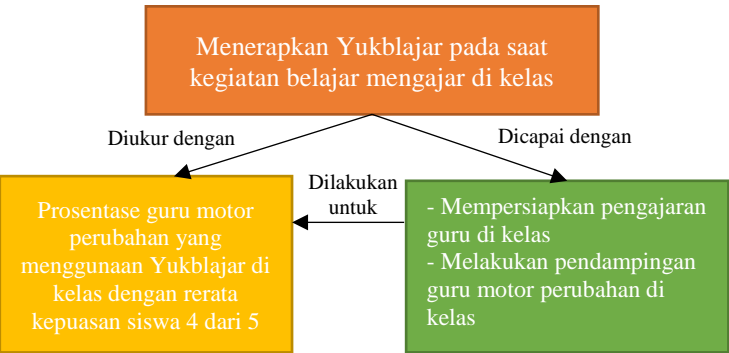 Menerapkan Yukblajar pada saat
kegiatan belajar mengajar di kelas
Diukur dengan
Dicapai dengan
Prosentase guru motor
perubahan yang
menggunaan Yukblajar di
kelas dengan rerata
kepuasan siswa 4 dari 5
Dilakukan
untuk
- Mempersiapkan pengajaran
guru di kelas
- Melakukan pendampingan
guru motor perubahan di
kelas